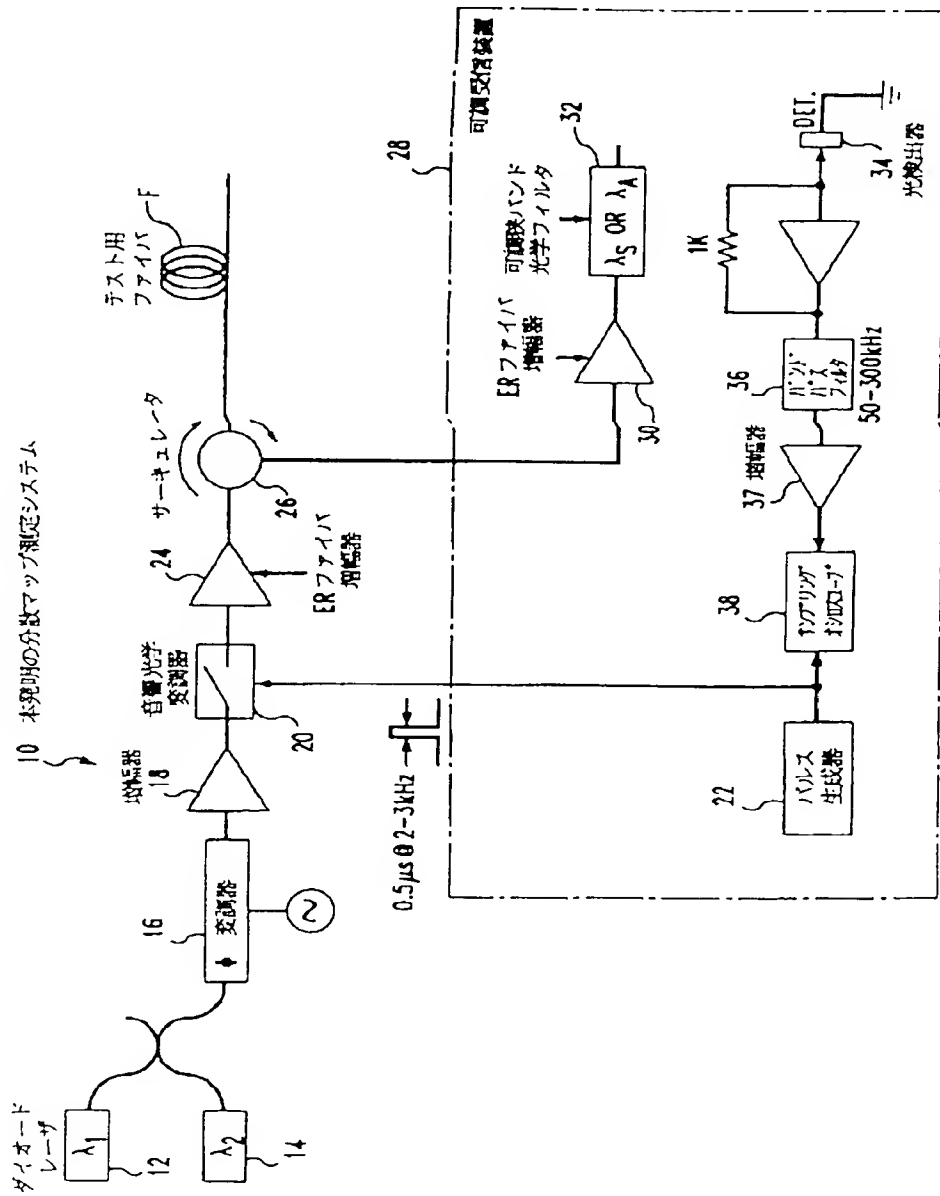 10 本発明の分散マップ測定システム
ダイオード
レーザ
λ1
12
λ2
14
16
φ 変調器
増幅器
18
音響光学
変調器
20
24
ERファイバ
増幅器
サーキュレータ
26
テスト用
ファイバ
F
0.5μs@2-3kHz
28
可調受信装置
ERファイバ
増幅器
30
可調狭バンド
光学フィルタ
λS OR λA
32
22
パルス
生成器
38
サンプリング
オシロスコープ
37 増幅器
36
バンド
パス
フィルタ
50-300kHz
1K
DET.
34
光検出器